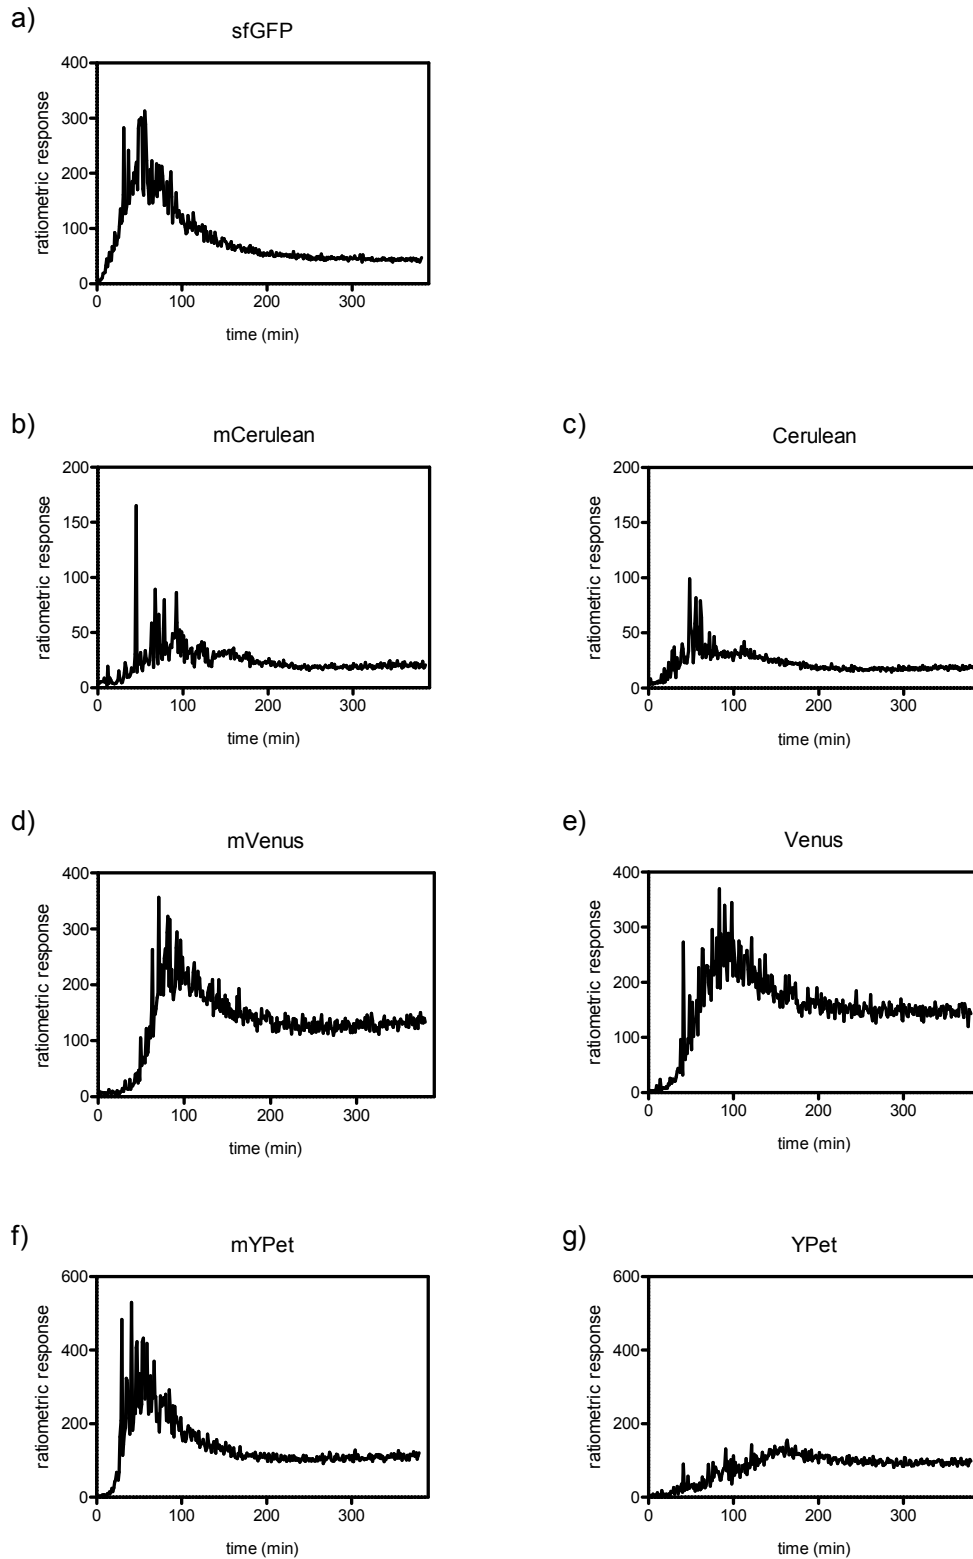 a)
sfGFP
400
300
200
100
0
ratiometric response
0 100 200 300
time (min)
b)
mCerulean
200
150
100
50
0
ratiometric response
0 100 200 300
time (min)
c)
Cerulean
200
150
100
50
0
ratiometric response
0 100 200 300
time (min)
d)
mVenus
400
300
200
100
0
ratiometric response
0 100 200 300
time (min)
e)
Venus
400
300
200
100
0
ratiometric response
0 100 200 300
time (min)
f)
mYPet
600
400
200
0
ratiometric response
0 100 200 300
time (min)
g)
YPet
600
400
200
0
ratiometric response
0 100 200 300
time (min)